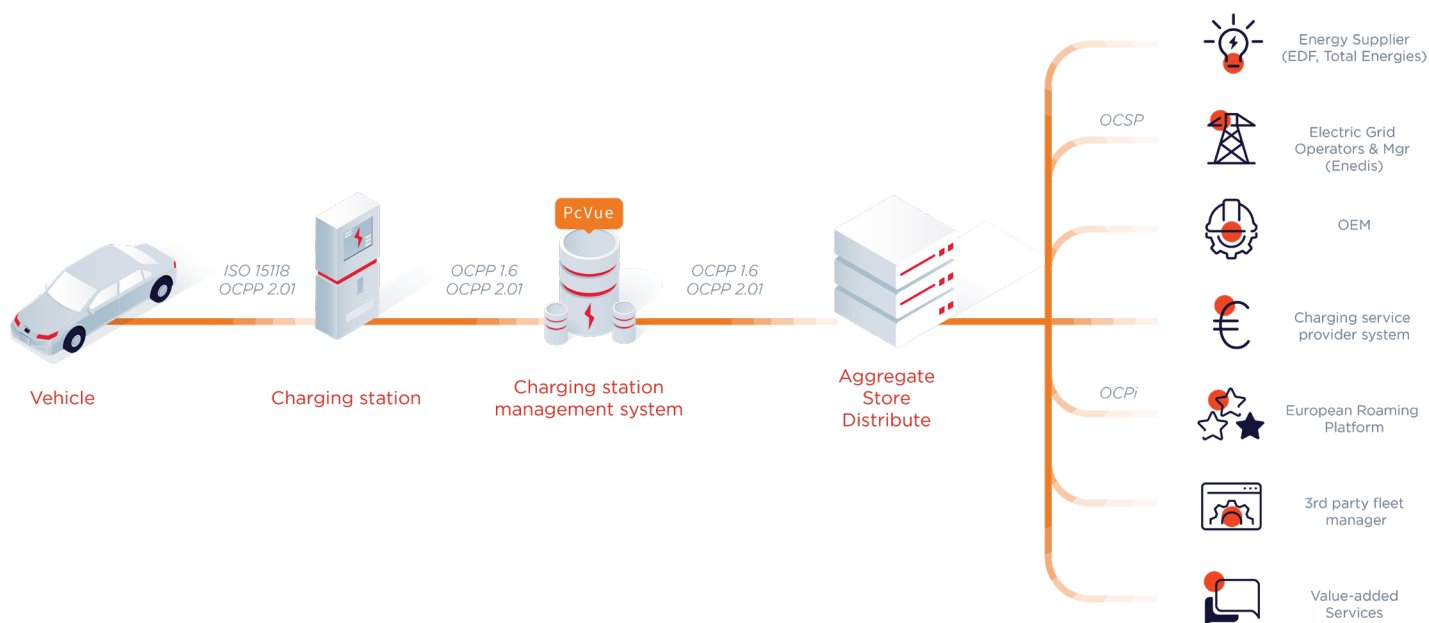 ISO 15118
OCPP 2.01
OCPP 1.6
OCPP 2.01
PcVue
OCPP 1.6
OCPP 2.01
Vehicle
Charging station
Charging station
management system
Aggregate
Store
Distribute
OCSP
OCPi
Energy Supplier
(EDF, Total Energies)
Electric Grid
Operators & Mgr
(Enedis)
OEM
Charging service
provider system
European Roaming
Platform
3rd party fleet
manager
Value-added
Services